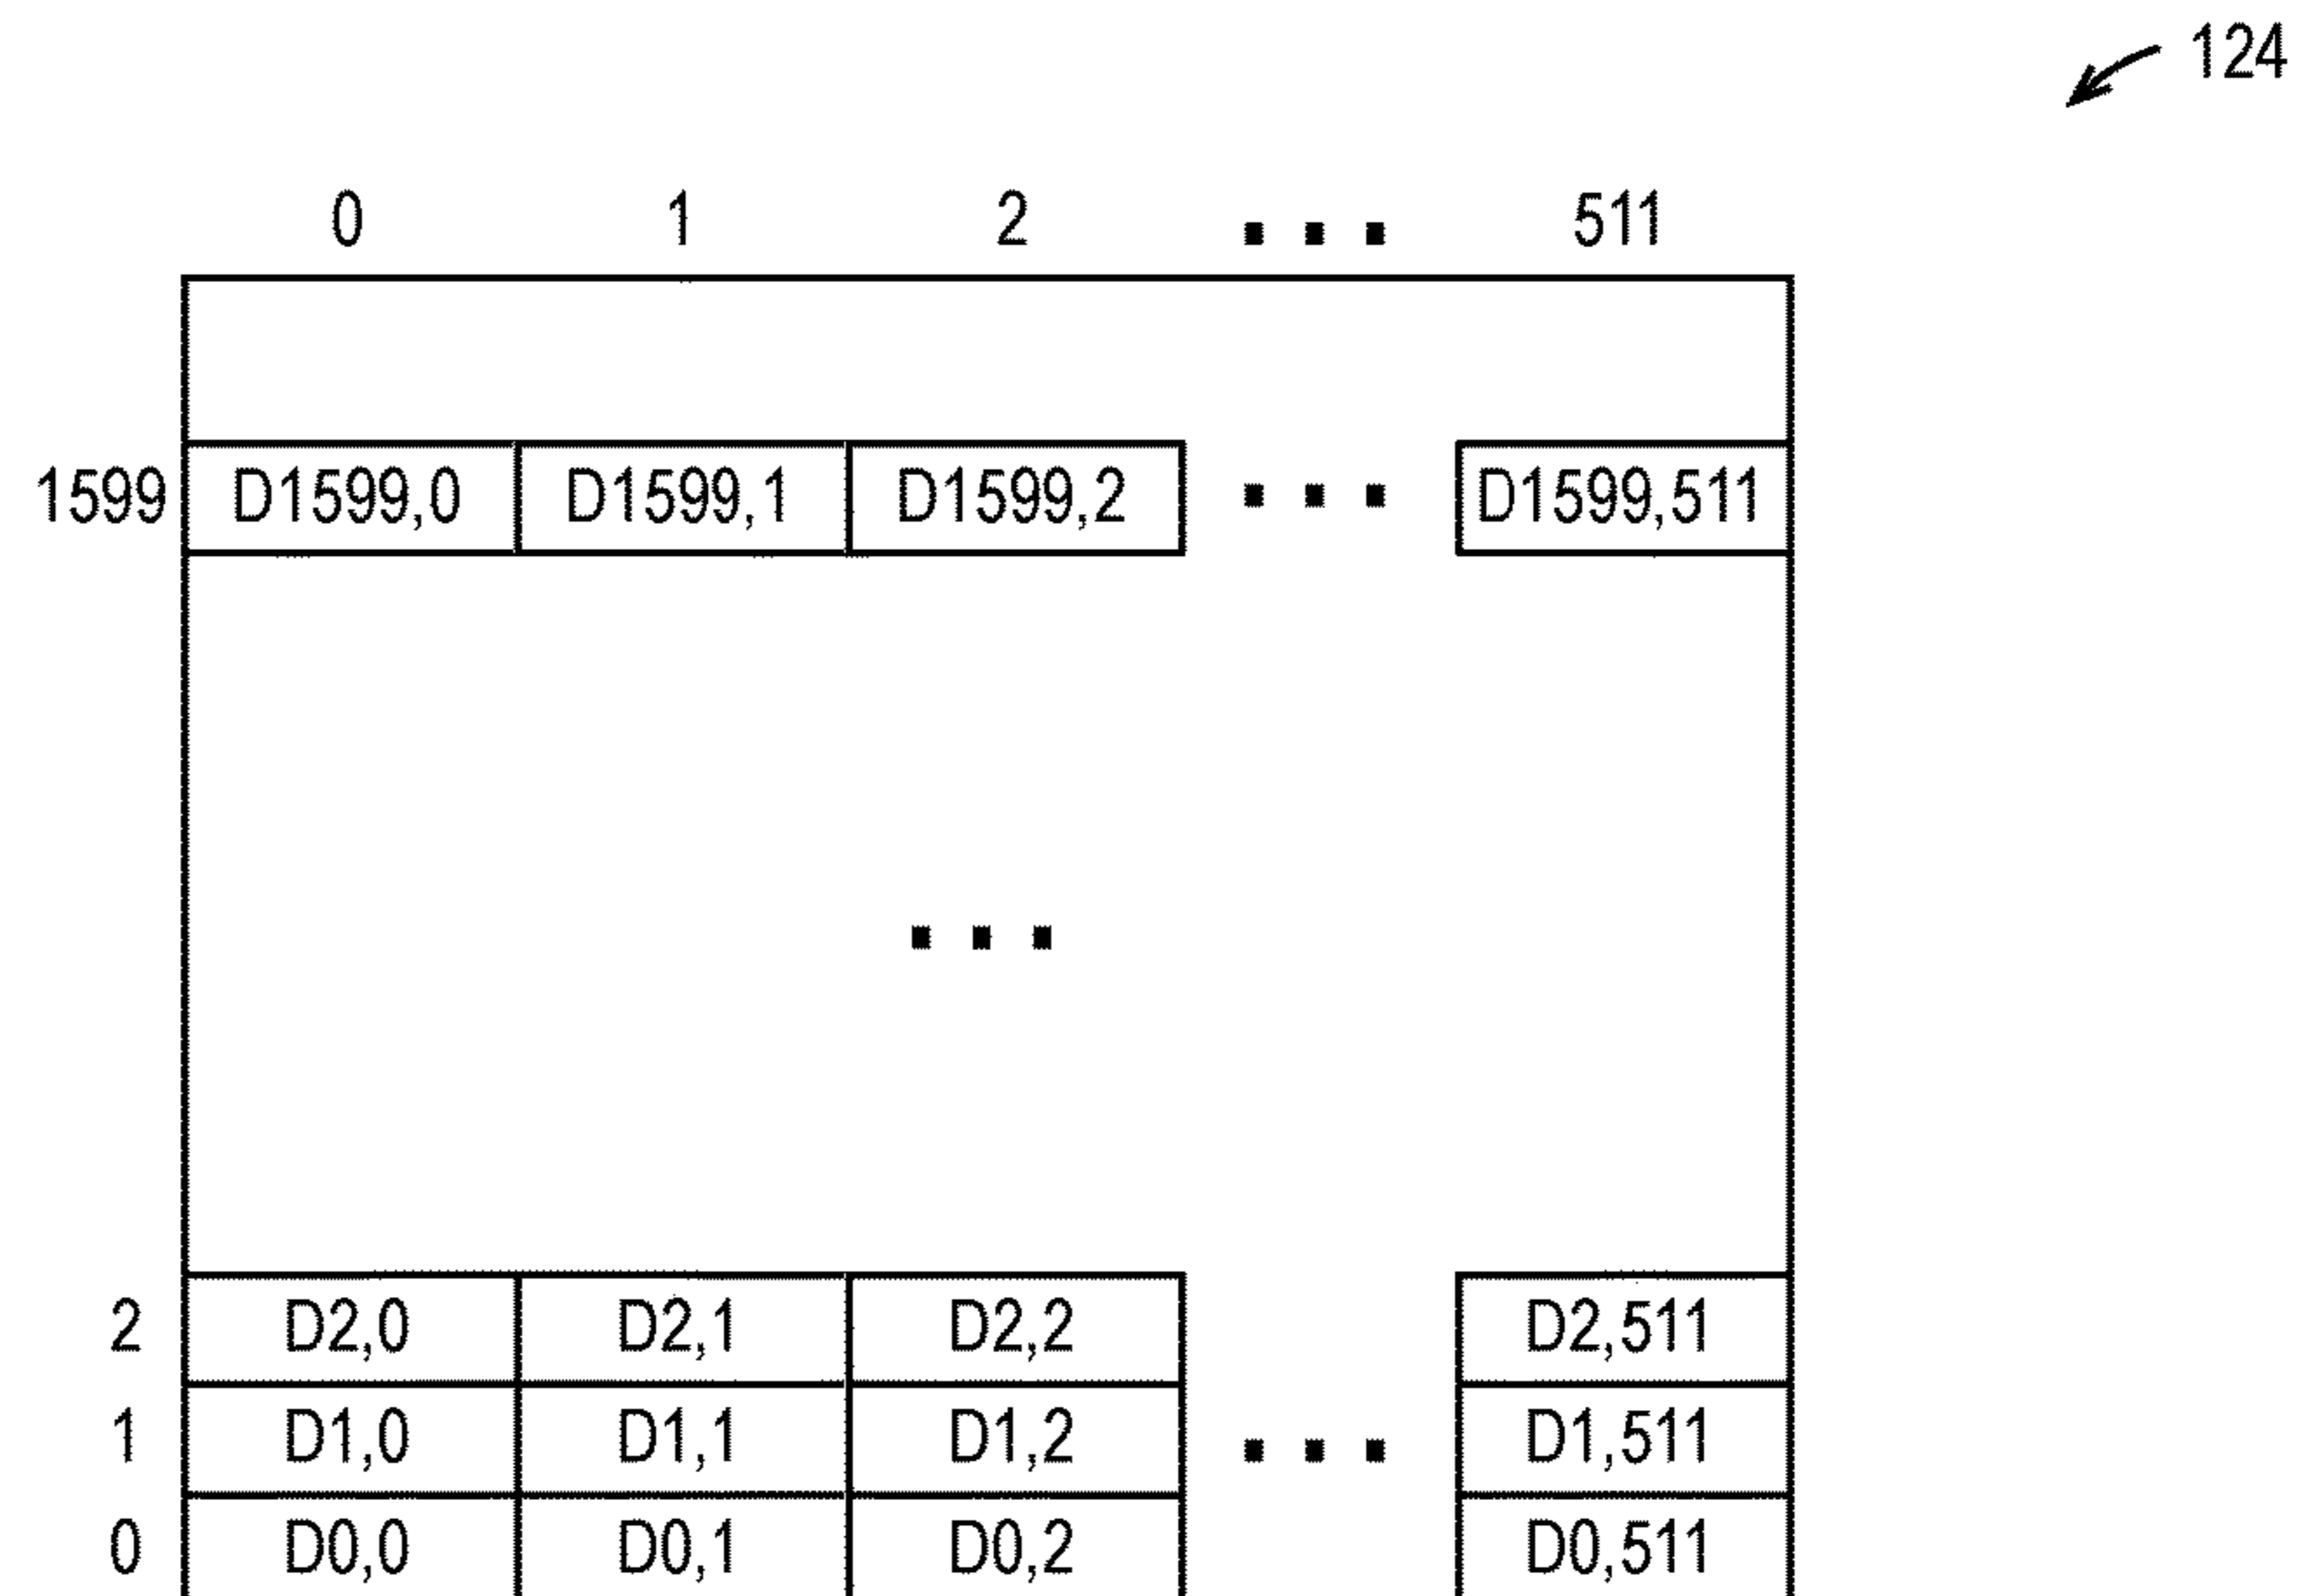 124
0 1 2 ... 511
1599 D1599,0 D1599,1 D1599,2 ... D1599,511
...
2 D2,0 D2,1 D2,2 D2,511
1 D1,0 D1,1 D1,2 ... D1,511
0 D0,0 D0,1 D0,2 D0,511